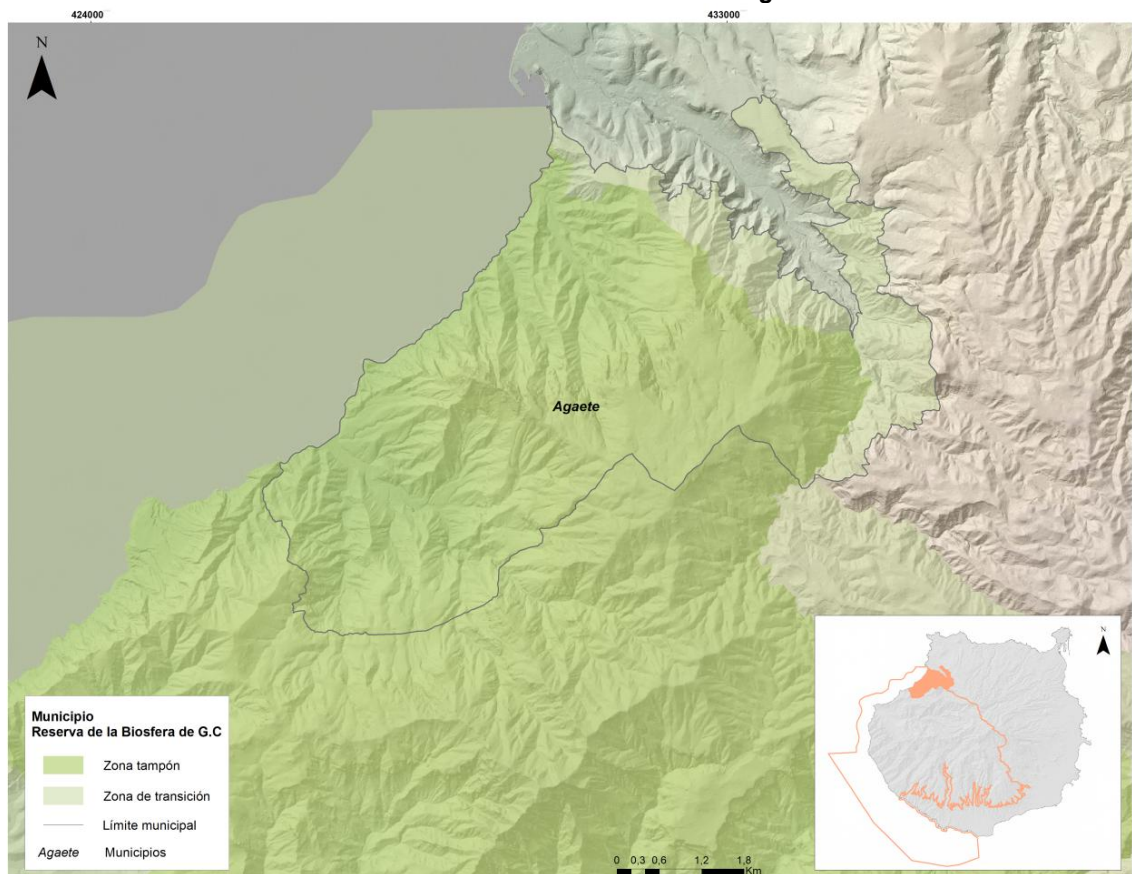 424000
433000
N
Agaete
Municipio
Reserva de la Biosfera de G.C
Zona tampón
Zona de transición
Límite municipal
Agaete Municipios
0 0,3 0,6 1,2 1,8
Km
N